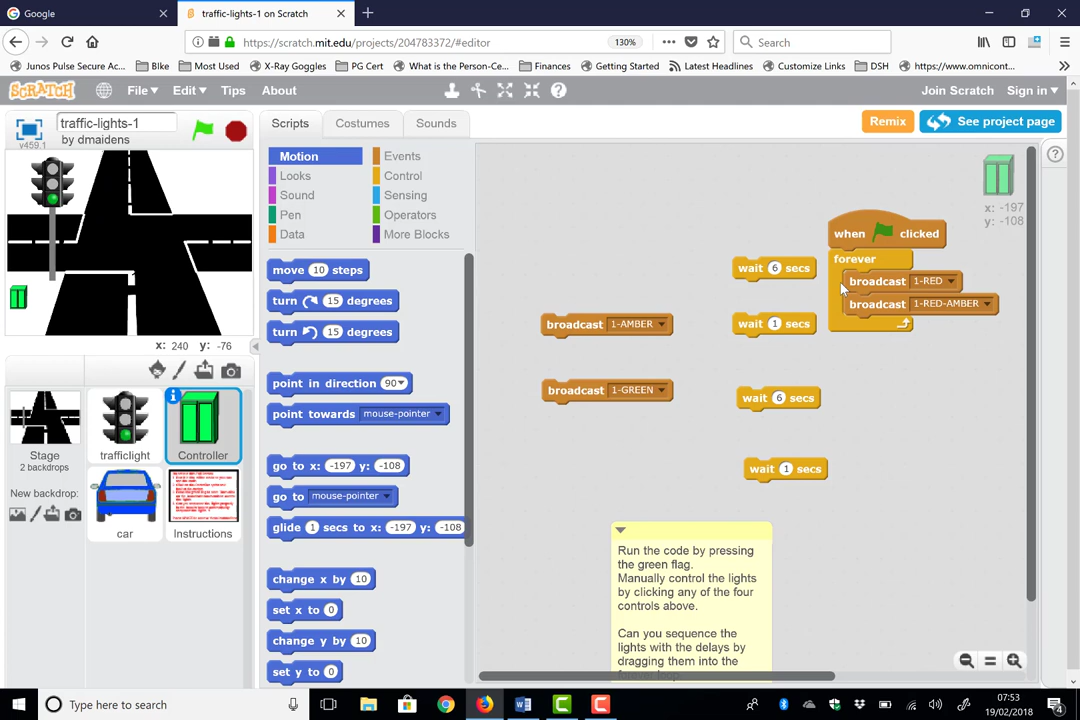 Google
traffic-lights-1 on Scratch
https://scratch.mit.edu/projects/204783372/#editor
130%
Search
Junos Pulse Secure Ac...
BIke
Most Used
X-Ray Goggles
PG Cert
What is the Person-Ce...
Finances
Getting Started
Latest Headlines
Customize Links
DSH
https://www.omnicont...
SCRATCH
File
Edit
Tips
About
Join Scratch
Sign in
traffic-lights-1
by dmaidens
v459.1
Scripts
Costumes
Sounds
Remix
See project page
Motion
Looks
Sound
Pen
Data
Events
Control
Sensing
Operators
More Blocks
move 10 steps
turn 15 degrees
turn 15 degrees
point in direction 90
point towards mouse-pointer
go to x: -197 y: -108
go to mouse-pointer
glide 1 secs to x: -197 y: -108
change x by 10
set x to 0
change y by 10
set y to 0
x: -197
y: -108
when clicked
forever
broadcast 1-RED
broadcast 1-RED-AMBER
wait 6 secs
broadcast 1-AMBER
wait 1 secs
broadcast 1-GREEN
wait 6 secs
wait 1 secs
Run the code by pressing
the green flag.
Manually control the lights
by clicking any of the four
controls above.
Can you sequence the
lights with the delays by
dragging them into the
x: 240 y: -76
Stage
2 backdrops
New backdrop:
trafficlight
Controller
car
Instructions
Type here to search
07:53
19/02/2018
4